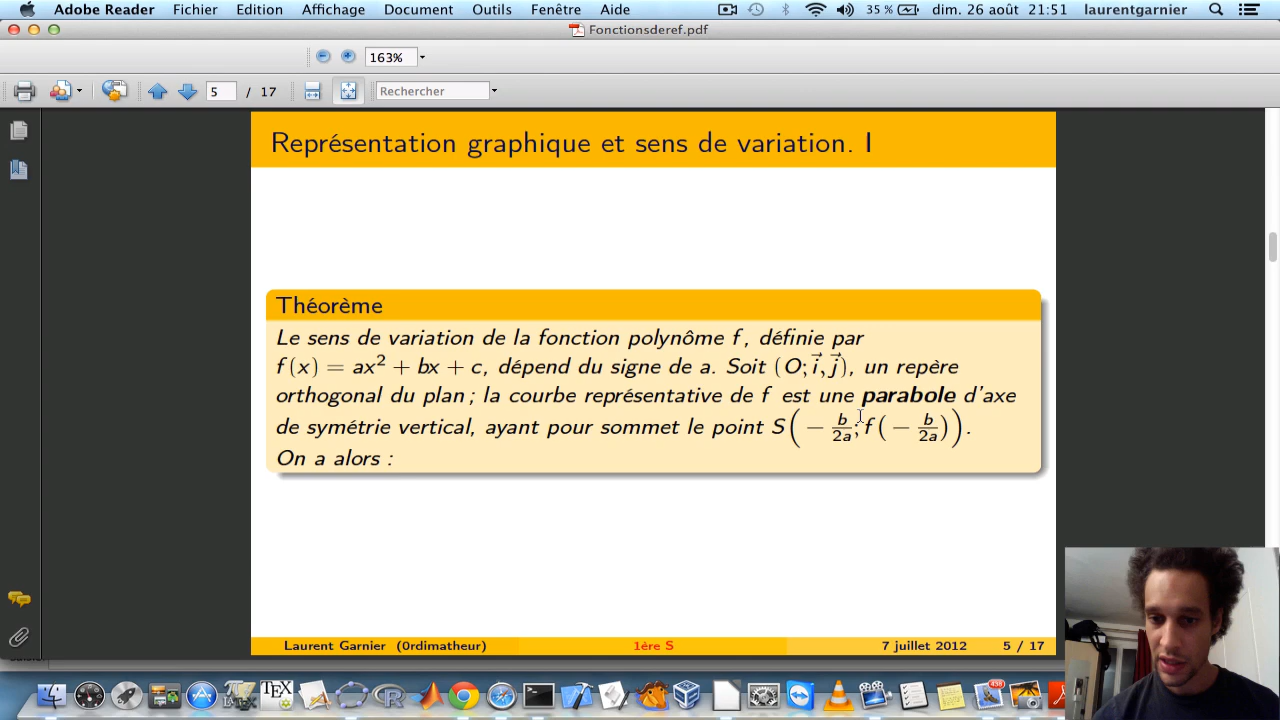 Adobe Reader Fichier Edition Affichage Document Outils Fenêtre Aide 35 % dim. 26 août 21:51 laurentgarnier
Fonctionsderef.pdf
163%
5 / 17 Rechercher
Représentation graphique et sens de variation. I
Théorème
Le sens de variation de la fonction polynôme f, définie par
f(x) = ax² + bx + c, dépend du signe de a. Soit (O; i⃗, j⃗), un repère
orthogonal du plan ; la courbe représentative de f est une parabole d'axe
de symétrie vertical, ayant pour sommet le point S(− b/2a; f(− b/2a)).
On a alors :
Laurent Garnier (0rdimatheur) 1ère S 7 juillet 2012 5 / 17
TEX
438